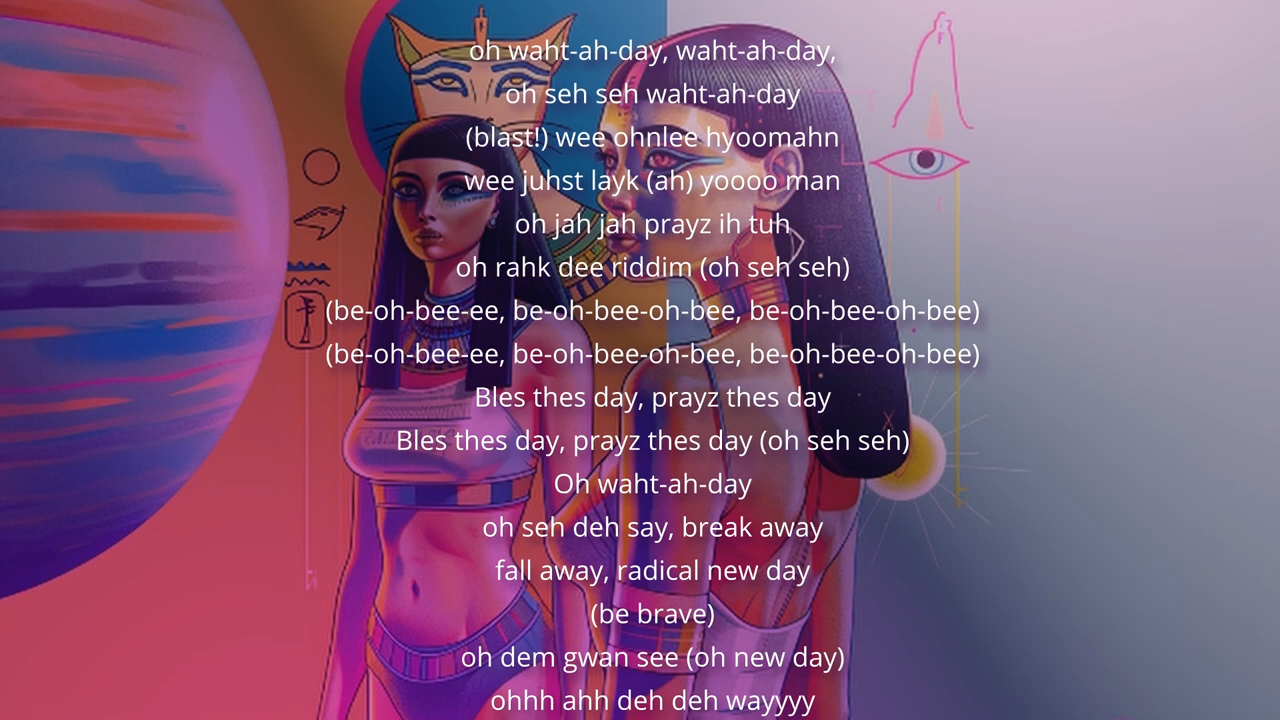 oh waht-ah-day, waht-ah-day,
oh seh seh waht-ah-day
(blast!) wee ohnlee hyoomahn
wee juhst layk (ah) yoooo man
oh jah jah prayz ih tuh
oh rahk dee riddim (oh seh seh)
(be-oh-bee-ee, be-oh-bee-oh-bee, be-oh-bee-oh-bee)
(be-oh-bee-ee, be-oh-bee-oh-bee, be-oh-bee-oh-bee)
Bles thes day, prayz thes day
Bles thes day, prayz thes day (oh seh seh)
Oh waht-ah-day
oh seh deh say, break away
fall away, radical new day
(be brave)
oh dem gwan see (oh new day)
ohhh ahh deh deh wayyyy